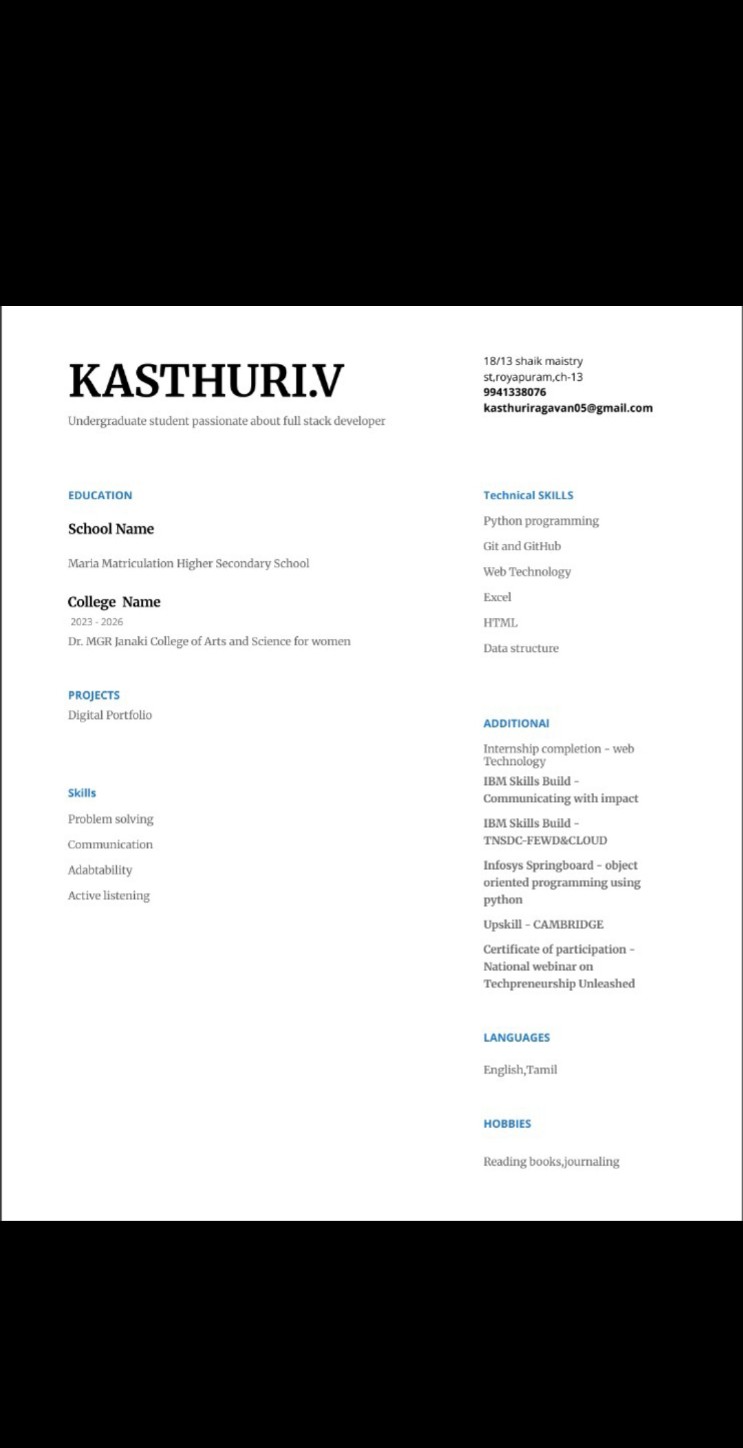 KASTHURI.V
Undergraduate student passionate about full stack developer
18/13 shaik maistry
st,royapuram,ch-13
9941338076
kasthuriragavan05@gmail.com
EDUCATION
School Name
Maria Matriculation Higher Secondary School
College Name
2023 - 2026
Dr. MGR Janaki College of Arts and Science for women
PROJECTS
Digital Portfolio
Skills
Problem solving
Communication
Adabtability
Active listening
Technical SKILLS
Python programming
Git and GitHub
Web Technology
Excel
HTML
Data structure
ADDITIONAl
Internship completion - web
Technology
IBM Skills Build -
Communicating with impact
IBM Skills Build -
TNSDC-FEWD&CLOUD
Infosys Springboard - object
oriented programming using
python
Upskill - CAMBRIDGE
Certificate of participation -
National webinar on
Techpreneurship Unleashed
LANGUAGES
English,Tamil
HOBBIES
Reading books,journaling